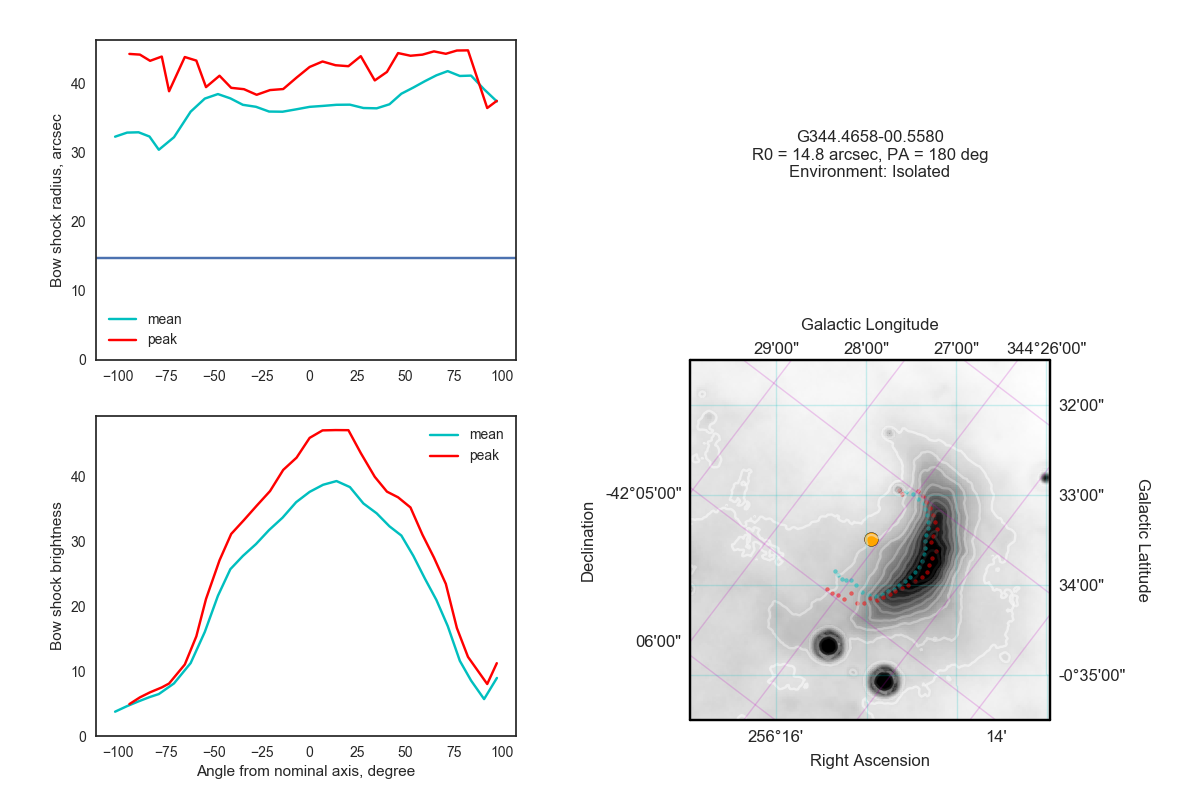 Bow shock radius, arcsec
40
30
20
10
0
mean
peak
−100 −75 −50 −25 0 25 50 75 100
G344.4658-00.5580
R0 = 14.8 arcsec, PA = 180 deg
Environment: Isolated
Bow shock brightness
40
30
20
10
0
mean
peak
−100 −75 −50 −25 0 25 50 75 100
Angle from nominal axis, degree
Galactic Longitude
29'00" 28'00" 27'00" 344°26'00"
32'00"
33'00"
34'00"
-0°35'00"
Galactic Latitude
Declination
-42°05'00"
06'00"
256°16' 14'
Right Ascension